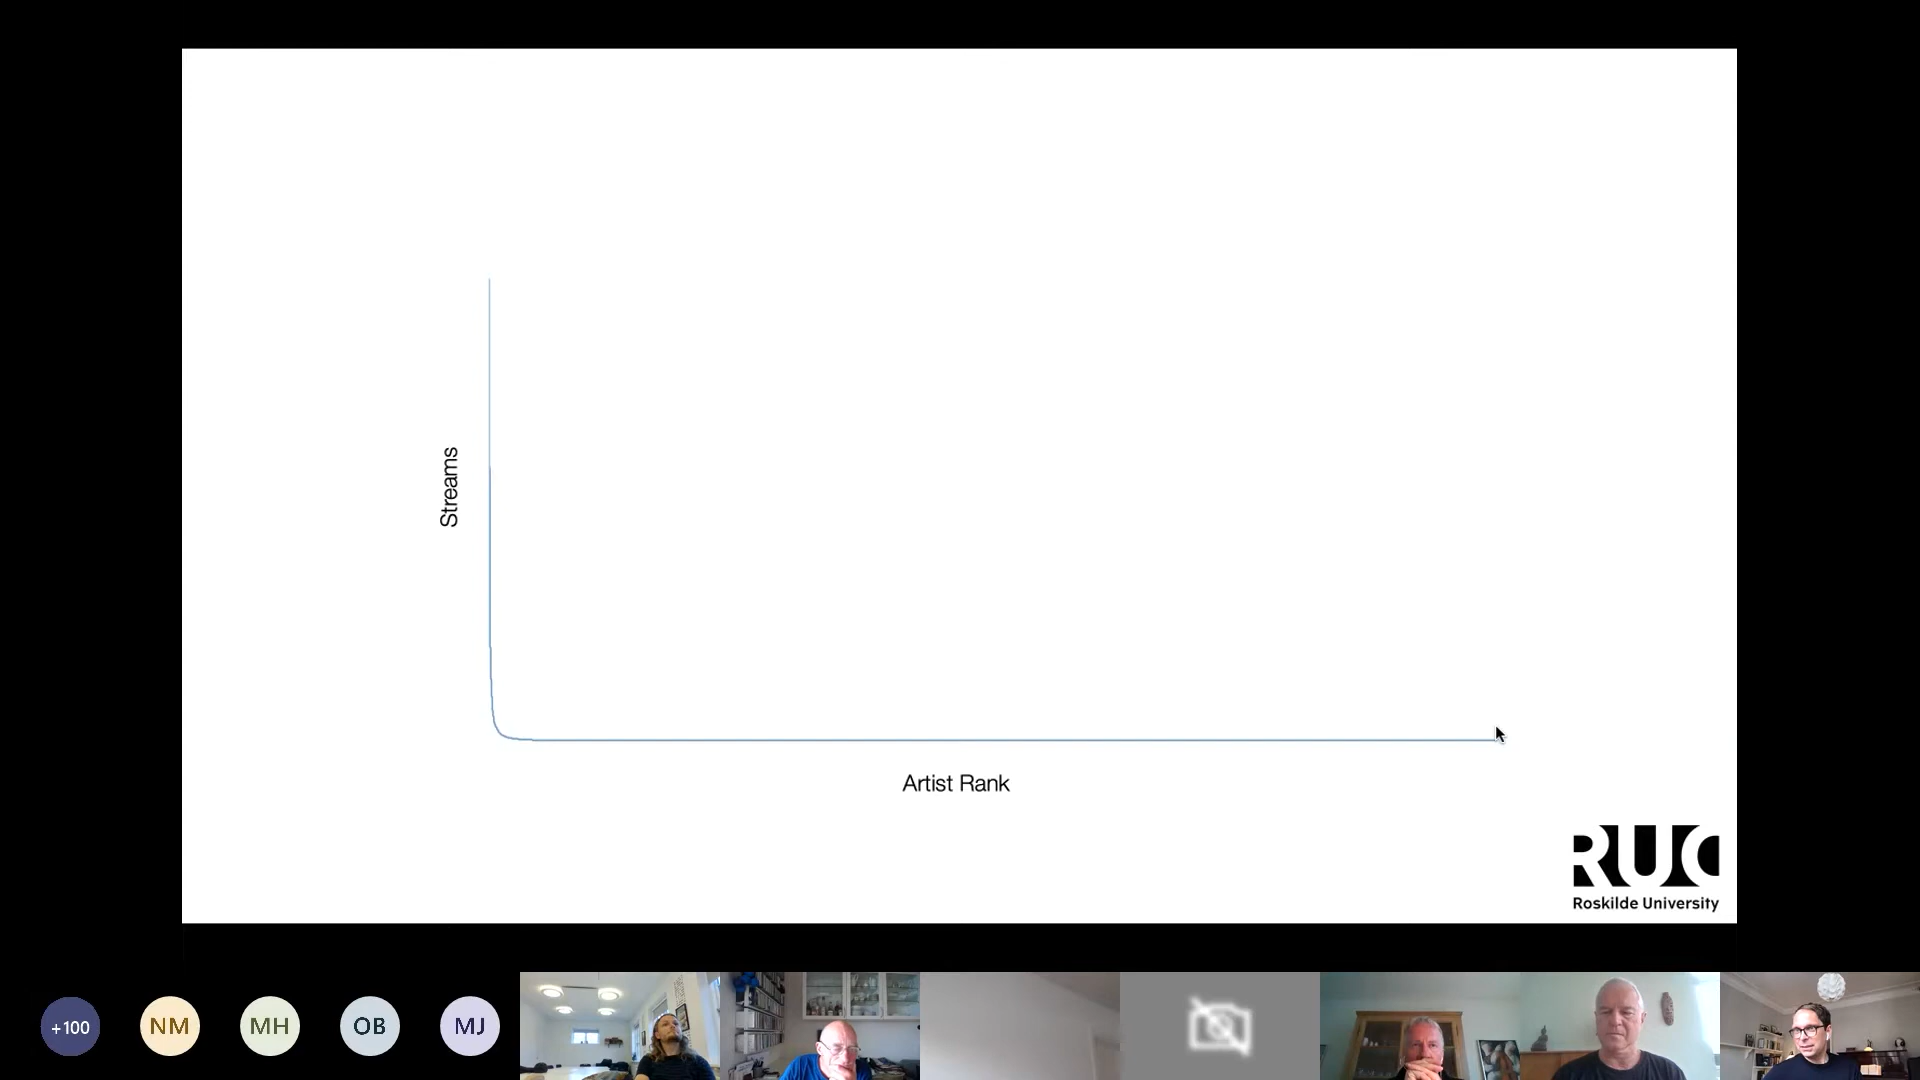 Streams
Artist Rank
RUC
Roskilde University
+100
NM
MH
OB
MJ